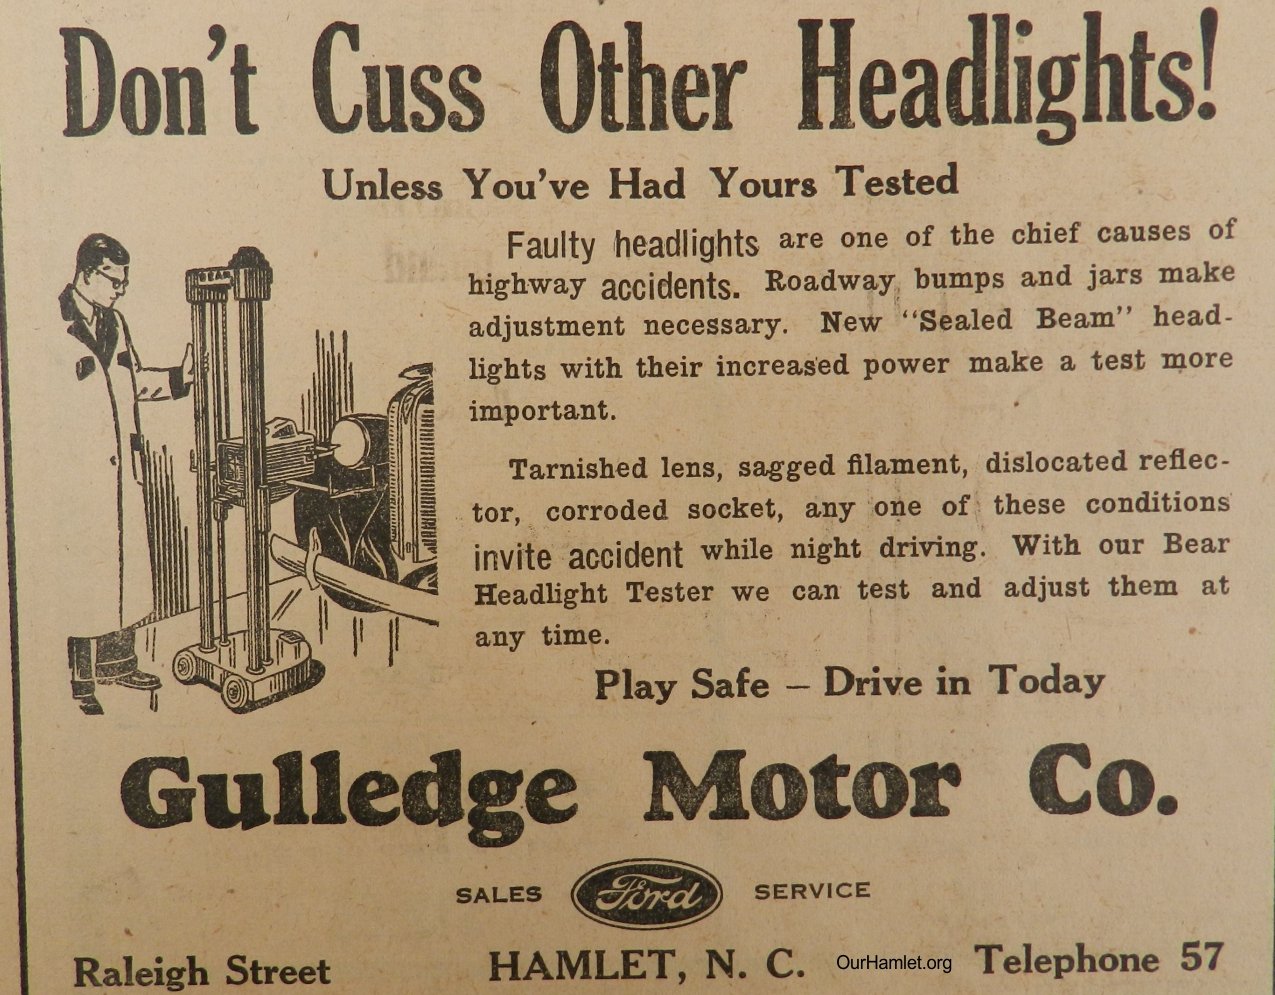 Don't Cuss Other Headlights!
Unless You've Had Yours Tested
Faulty headlights are one of the chief causes of
highway accidents. Roadway bumps and jars make
adjustment necessary. New "Sealed Beam" head-
lights with their increased power make a test more
important.
Tarnished lens, sagged filament, dislocated reflec-
tor, corroded socket, any one of these conditions
invite accident while night driving. With our Bear
Headlight Tester we can test and adjust them at
any time.
Play Safe – Drive in Today
BEAR
Gulledge Motor Co.
SALES Ford SERVICE
Raleigh Street HAMLET, N. C. OurHamlet.org Telephone 57